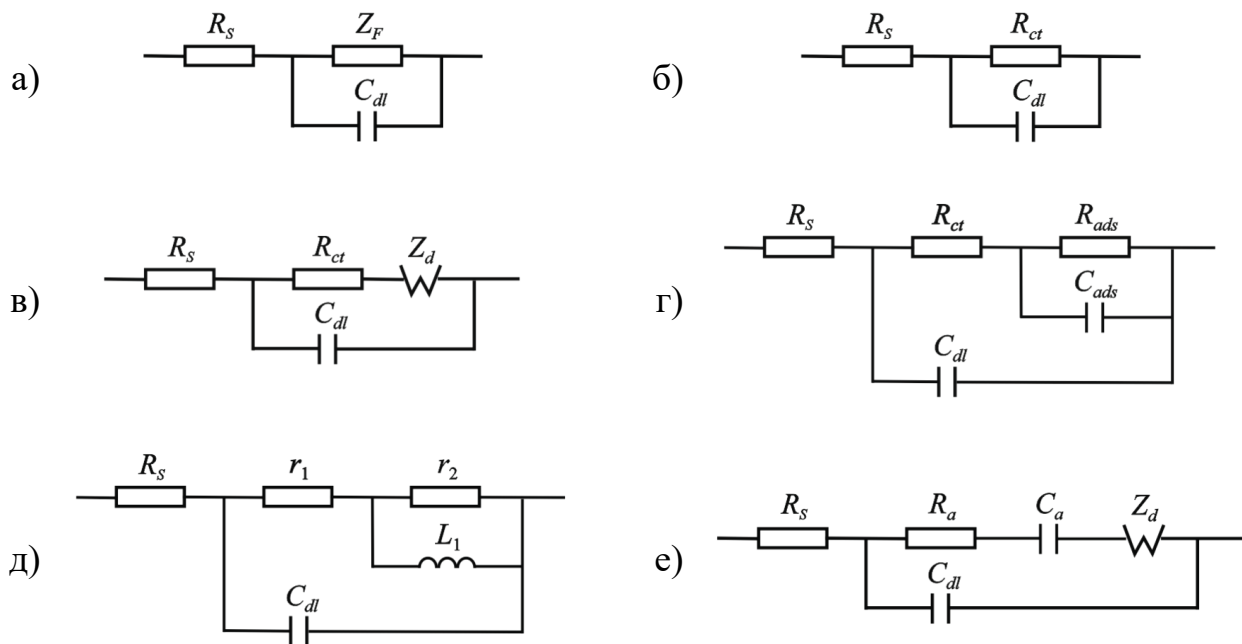 R_s Z_F
а) C_dl
R_s R_ct
б) C_dl
R_s R_ct Z_d
в) C_dl
R_s R_ct R_ads
г) C_ads
C_dl
R_s r_1 r_2
L_1
д) C_dl
R_s R_a C_a Z_d
е) C_dl